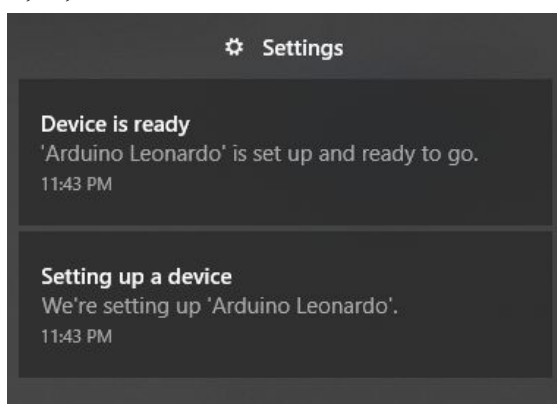 Settings
Device is ready
'Arduino Leonardo' is set up and ready to go.
11:43 PM
Setting up a device
We're setting up 'Arduino Leonardo'.
11:43 PM